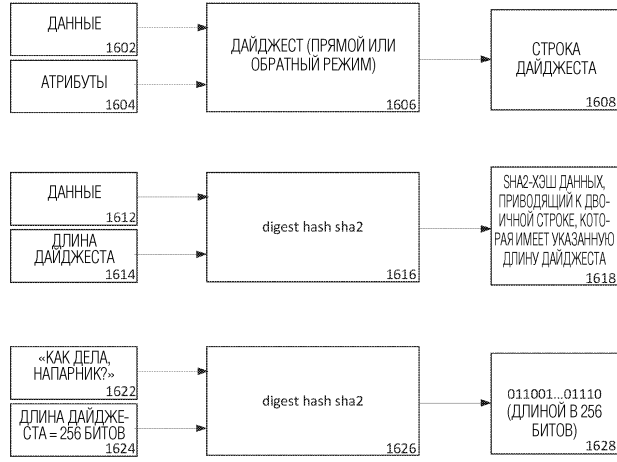 ДАННЫЕ
1602
АТРИБУТЫ
1604
ДАЙДЖЕСТ (ПРЯМОЙ ИЛИ
ОБРАТНЫЙ РЕЖИМ)
1606
СТРОКА
ДАЙДЖЕСТА
1608
ДАННЫЕ
1612
ДЛИНА
ДАЙДЖЕСТА
1614
digest hash sha2
1616
SHA2-ХЭШ ДАННЫХ,
ПРИВОДЯЩИЙ К ДВО-
ИЧНОЙ СТРОКЕ, КОТО-
РАЯ ИМЕЕТ УКАЗАННУЮ
ДЛИНУ ДАЙДЖЕСТА
1618
«КАК ДЕЛА,
НАПАРНИК?»
1622
ДЛИНА ДАЙДЖЕ-
СТА = 256 БИТОВ
1624
digest hash sha2
1626
011001...01110
(ДЛИНОЙ В 256
БИТОВ)
1628